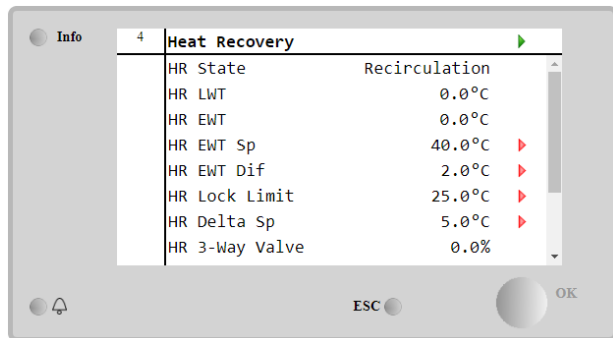 Info
4 Heat Recovery
HR State Recirculation
HR LWT 0.0°C
HR EWT 0.0°C
HR EWT Sp 40.0°C
HR EWT Dif 2.0°C
HR Lock Limit 25.0°C
HR Delta Sp 5.0°C
HR 3-Way Valve 0.0%
ESC
OK